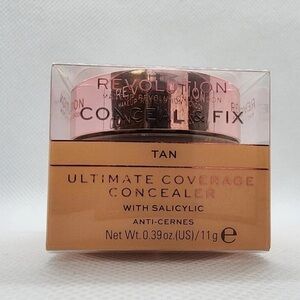 REVOLUTION
CONCEAL & FIX
TAN
ULTIMATE COVERAGE
CONCEALER
WITH SALICYLIC
ANTI-CERNES
Net Wt. 0.39oz.(US)/11g ℮